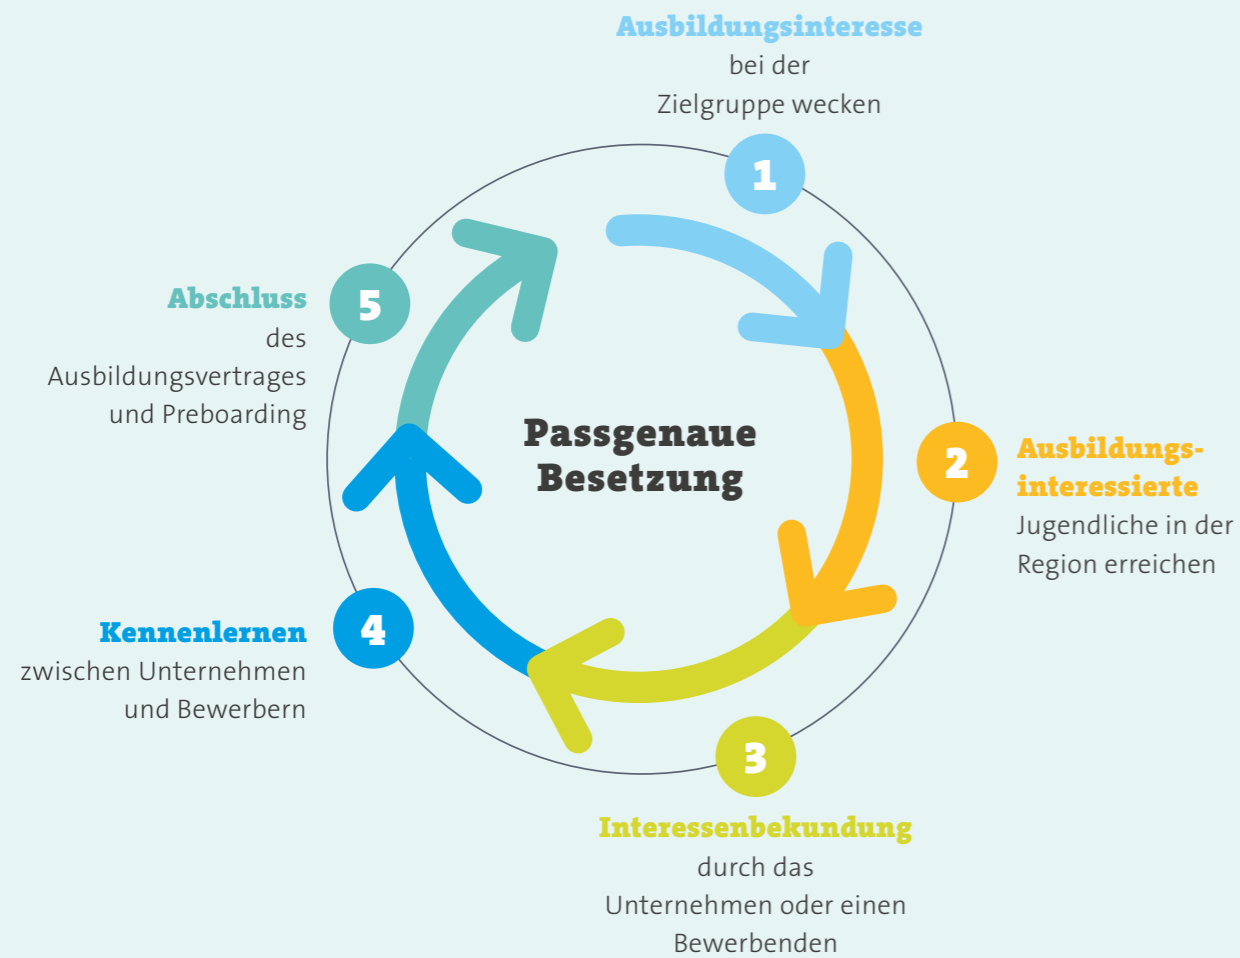 Ausbildungsinteresse
bei der
Zielgruppe wecken
1
2
Ausbildungs-
interessierte
Jugendliche in der
Region erreichen
3
Interessenbekundung
durch das
Unternehmen oder einen
Bewerbenden
4
Kennenlernen
zwischen Unternehmen
und Bewerbern
5
Abschluss
des
Ausbildungsvertrages
und Preboarding
Passgenaue
Besetzung